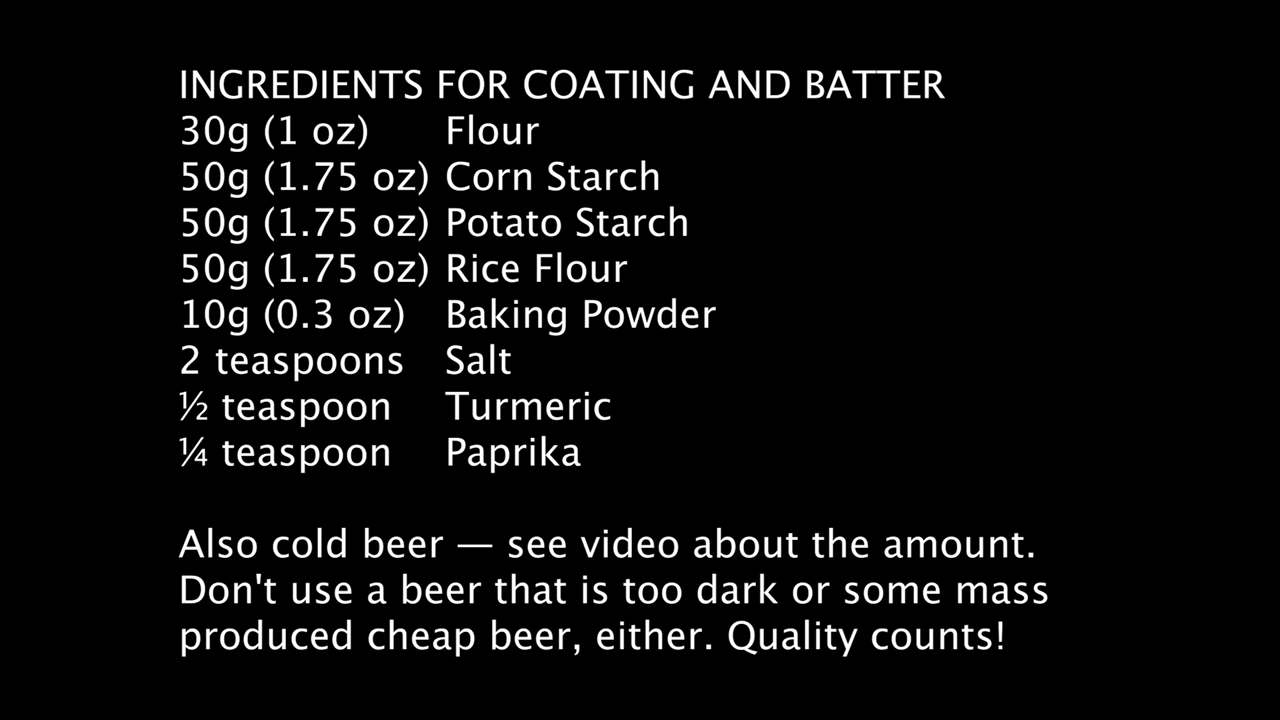 INGREDIENTS FOR COATING AND BATTER
30g (1 oz) Flour
50g (1.75 oz) Corn Starch
50g (1.75 oz) Potato Starch
50g (1.75 oz) Rice Flour
10g (0.3 oz) Baking Powder
2 teaspoons Salt
½ teaspoon Turmeric
¼ teaspoon Paprika
Also cold beer — see video about the amount.
Don't use a beer that is too dark or some mass
produced cheap beer, either. Quality counts!